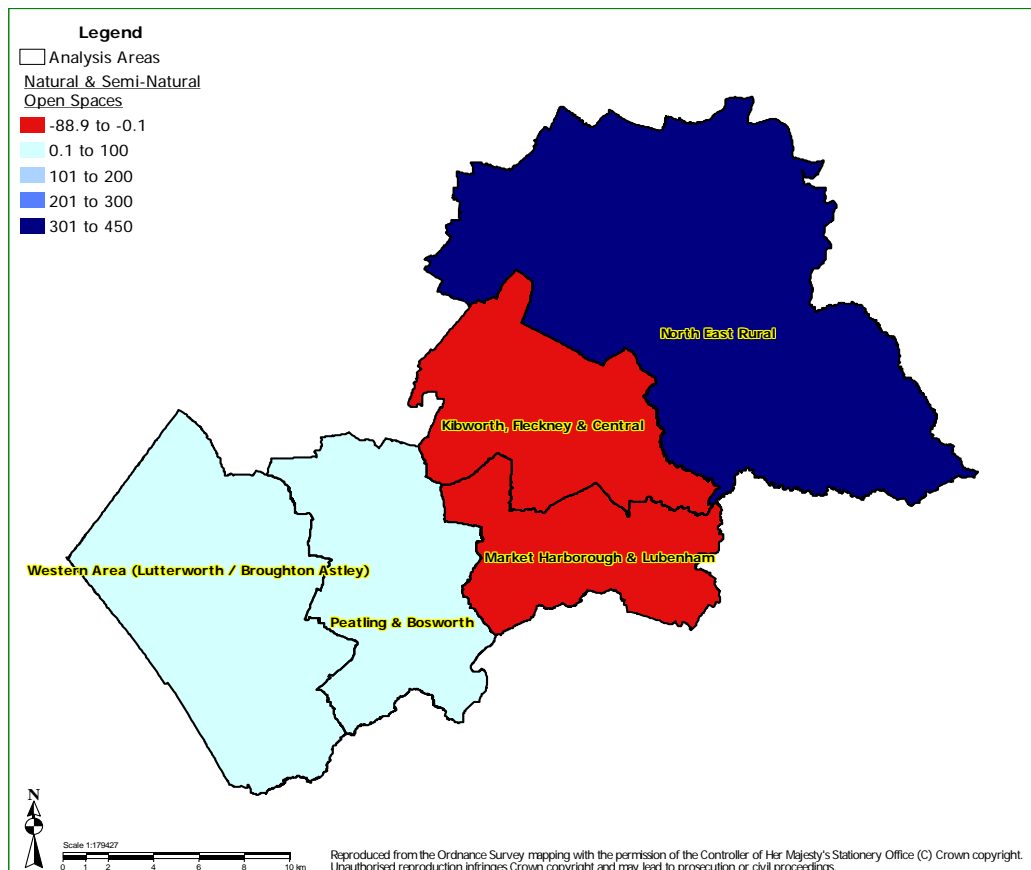 Legend
Analysis Areas
Natural & Semi-Natural
Open Spaces
-88.9 to -0.1
0.1 to 100
101 to 200
201 to 300
301 to 450
North East Rural
Kibworth, Fleckney & Central
Market Harborough & Lubenham
Western Area (Lutterworth / Broughton Astley)
Peatling & Bosworth
N
Scale 1:179427
0 1 2 4 6 8 10 km
Reproduced from the Ordnance Survey mapping with the permission of the Controller of Her Majesty's Stationery Office (C) Crown copyright.
Unauthorised reproduction infringes Crown copyright and may lead to prosecution or civil proceedings.